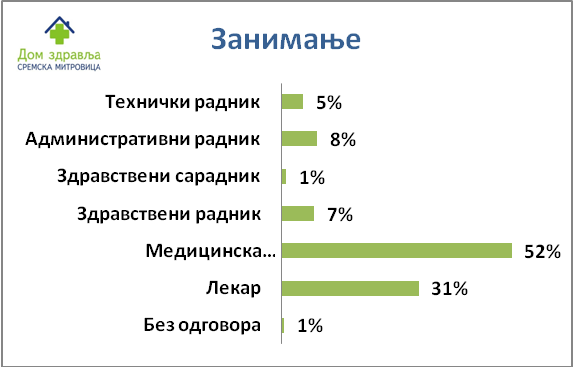 Дом здравља
СРЕМСКА МИТРОВИЦА
Занимање
Технички радник 5%
Административни радник 8%
Здравствени сарадник 1%
Здравствени радник 7%
Медицинска... 52%
Лекар 31%
Без одговора 1%